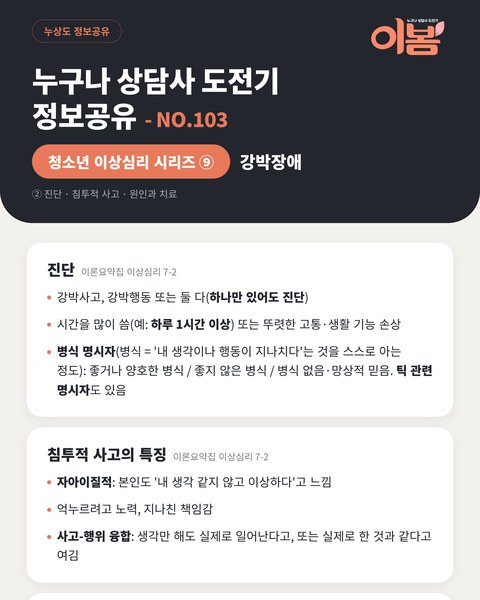 누상도 정보공유
누구나 상담사 도전기
이봄
누구나 상담사 도전기
정보공유 - NO.103
청소년 이상심리 시리즈 ⑨ 강박장애
② 진단 · 침투적 사고 · 원인과 치료
진단 이론요약집 이상심리 7-2
• 강박사고, 강박행동 또는 둘 다(하나만 있어도 진단)
• 시간을 많이 씀(예: 하루 1시간 이상) 또는 뚜렷한 고통·생활 기능 손상
• 병식 명시자(병식 = '내 생각이나 행동이 지나치다'는 것을 스스로 아는
정도): 좋거나 양호한 병식 / 좋지 않은 병식 / 병식 없음·망상적 믿음. 틱 관련
명시자도 있음
침투적 사고의 특징 이론요약집 이상심리 7-2
• 자아이질적: 본인도 '내 생각 같지 않고 이상하다'고 느낌
• 억누르려고 노력, 지나친 책임감
• 사고-행위 융합: 생각만 해도 실제로 일어난다고, 또는 실제로 한 것과 같다고
여김